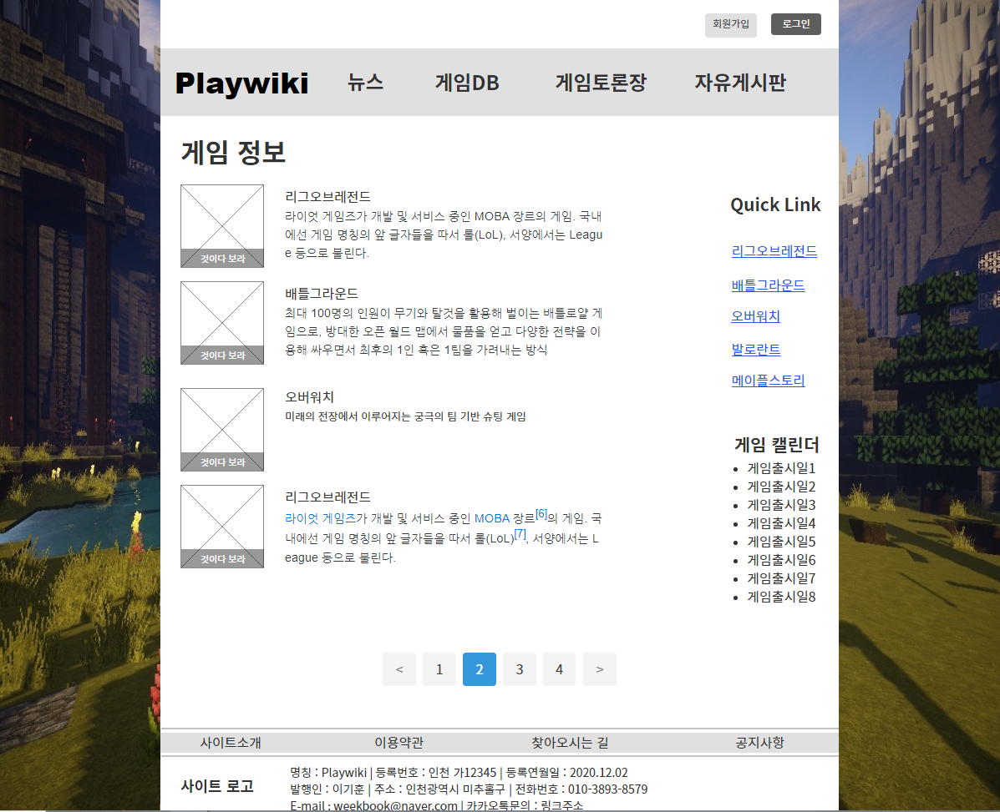 회원가입
로그인
Playwiki 뉴스 게임DB 게임토론장 자유게시판
게임 정보
것이다 보라
리그오브레전드
라이엇 게임즈가 개발 및 서비스 중인 MOBA 장르의 게임. 국내
에선 게임 명칭의 앞 글자들을 따서 롤(LoL), 서양에서는 Leagu
e 등으로 불린다.
것이다 보라
배틀그라운드
최대 100명의 인원이 무기와 탈것을 활용해 벌이는 배틀로얄 게
임으로, 방대한 오픈 월드 맵에서 물품을 얻고 다양한 전략을 이
용해 싸우면서 최후의 1인 혹은 1팀을 가려내는 방식
것이다 보라
오버워치
미래의 전장에서 이루어지는 궁극의 팀 기반 슈팅 게임
것이다 보라
리그오브레전드
라이엇 게임즈가 개발 및 서비스 중인 MOBA 장르[6]의 게임. 국
내에선 게임 명칭의 앞 글자들을 따서 롤(LoL)[7], 서양에서는 L
eague 등으로 불린다.
Quick Link
리그오브레전드
배틀그라운드
오버워치
발로란트
메이플스토리
게임 캘린더
• 게임출시일1
• 게임출시일2
• 게임출시일3
• 게임출시일4
• 게임출시일5
• 게임출시일6
• 게임출시일7
• 게임출시일8
< 1 2 3 4 >
사이트소개 이용약관 찾아오시는 길 공지사항
사이트 로고
명칭 : Playwiki | 등록번호 : 인천 가12345 | 등록연월일 : 2020.12.02
발행인 : 이기훈 | 주소 : 인천광역시 미추홀구 | 전화번호 : 010-3893-8579
E-mail : weekbook@naver.com | 카카오톡문의 : 링크주소